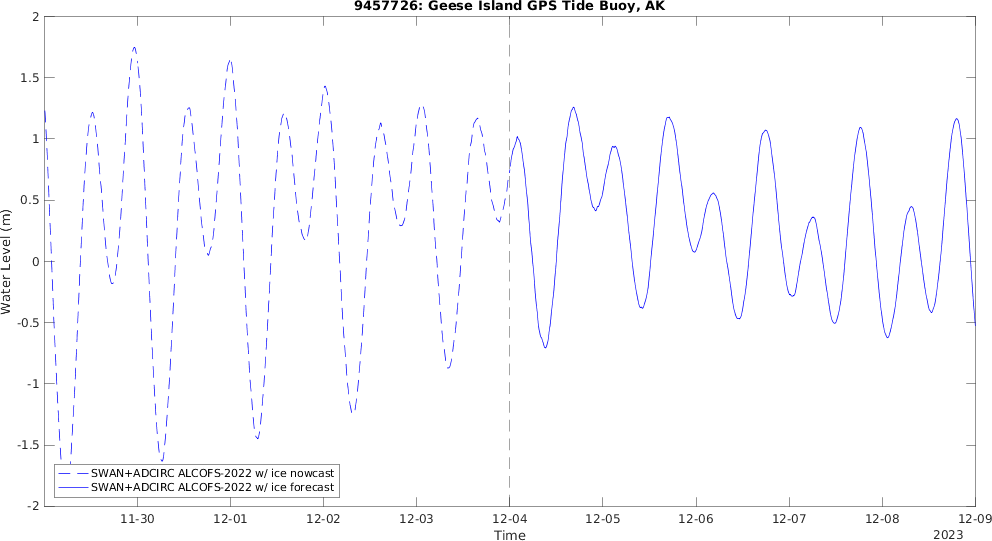 9457726: Geese Island GPS Tide Buoy, AK
2
1.5
1
0.5
0
-0.5
-1
-1.5
-2
Water Level (m)
SWAN+ADCIRC ALCOFS-2022 w/ ice nowcast
SWAN+ADCIRC ALCOFS-2022 w/ ice forecast
11-30 12-01 12-02 12-03 12-04 12-05 12-06 12-07 12-08 12-09
Time
2023